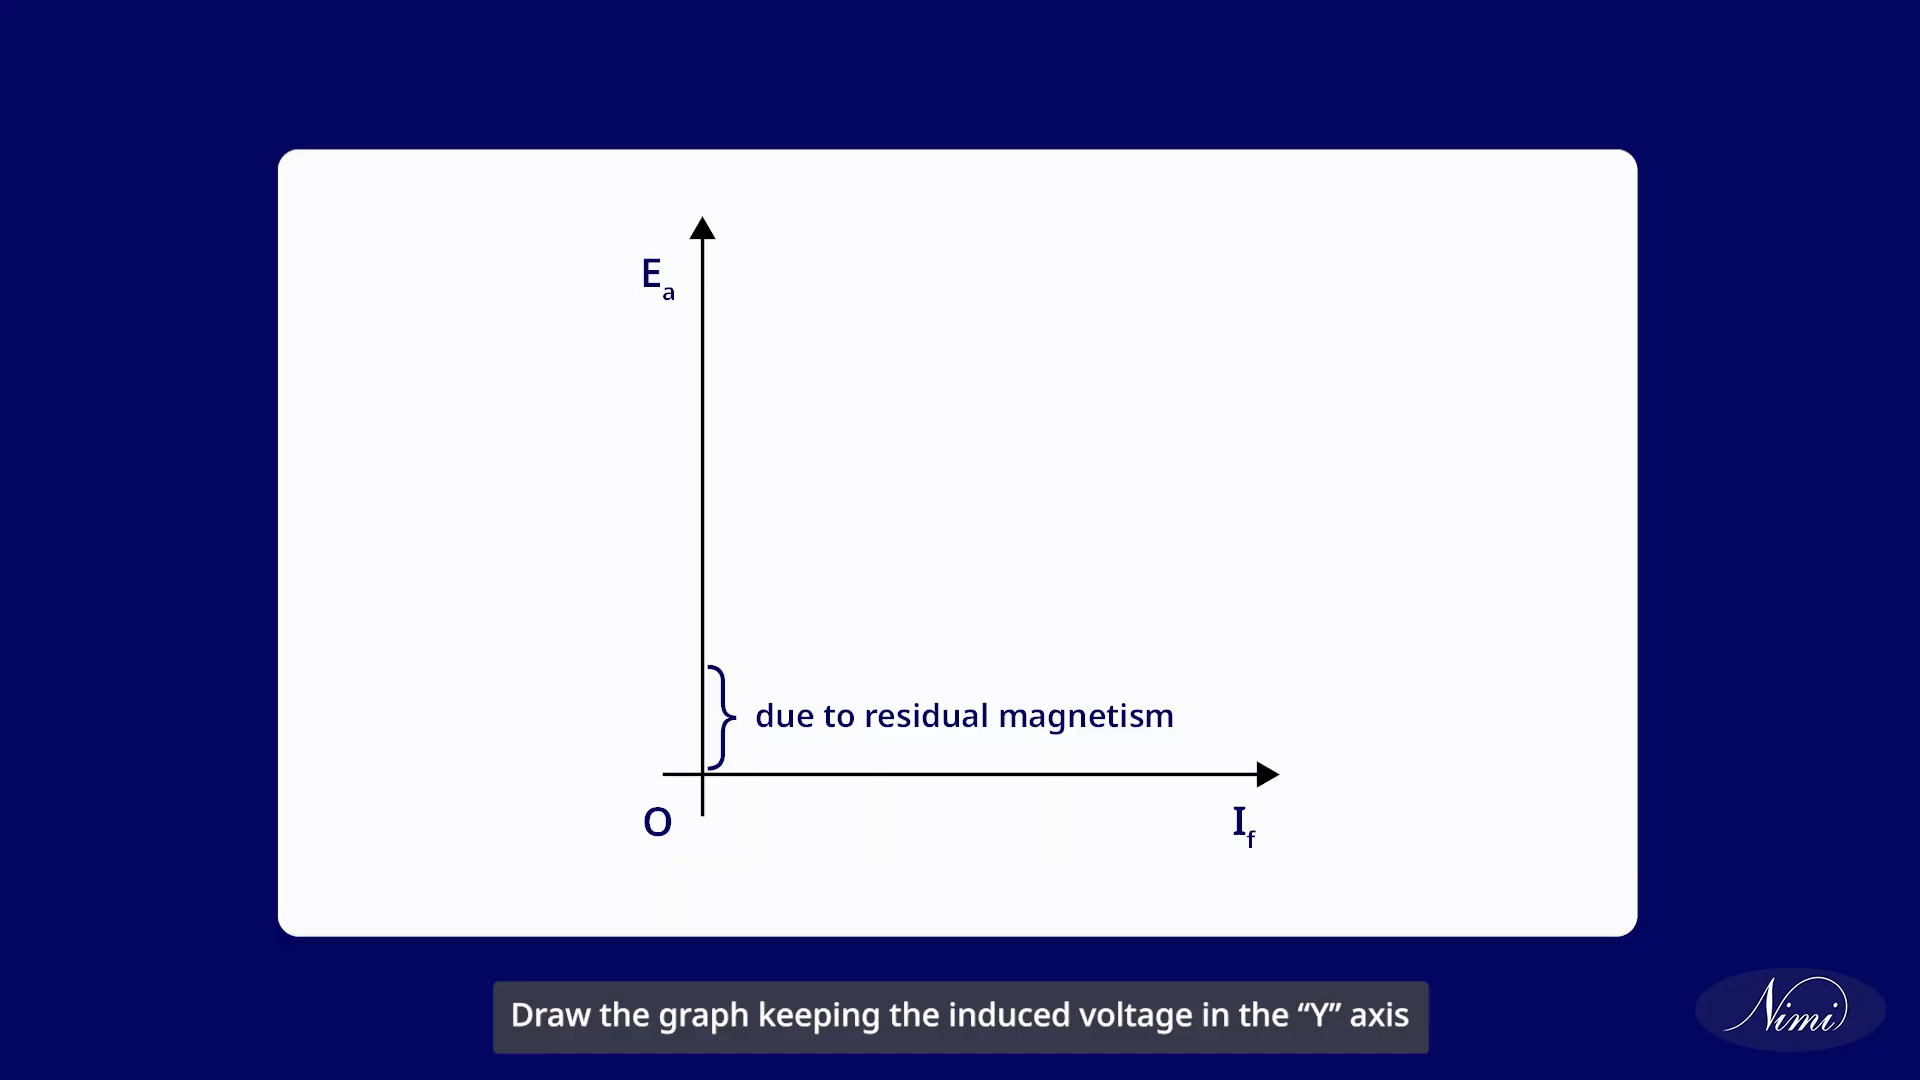 Ea
due to residual magnetism
O
If
Draw the graph keeping the induced voltage in the “Y” axis
Nimi